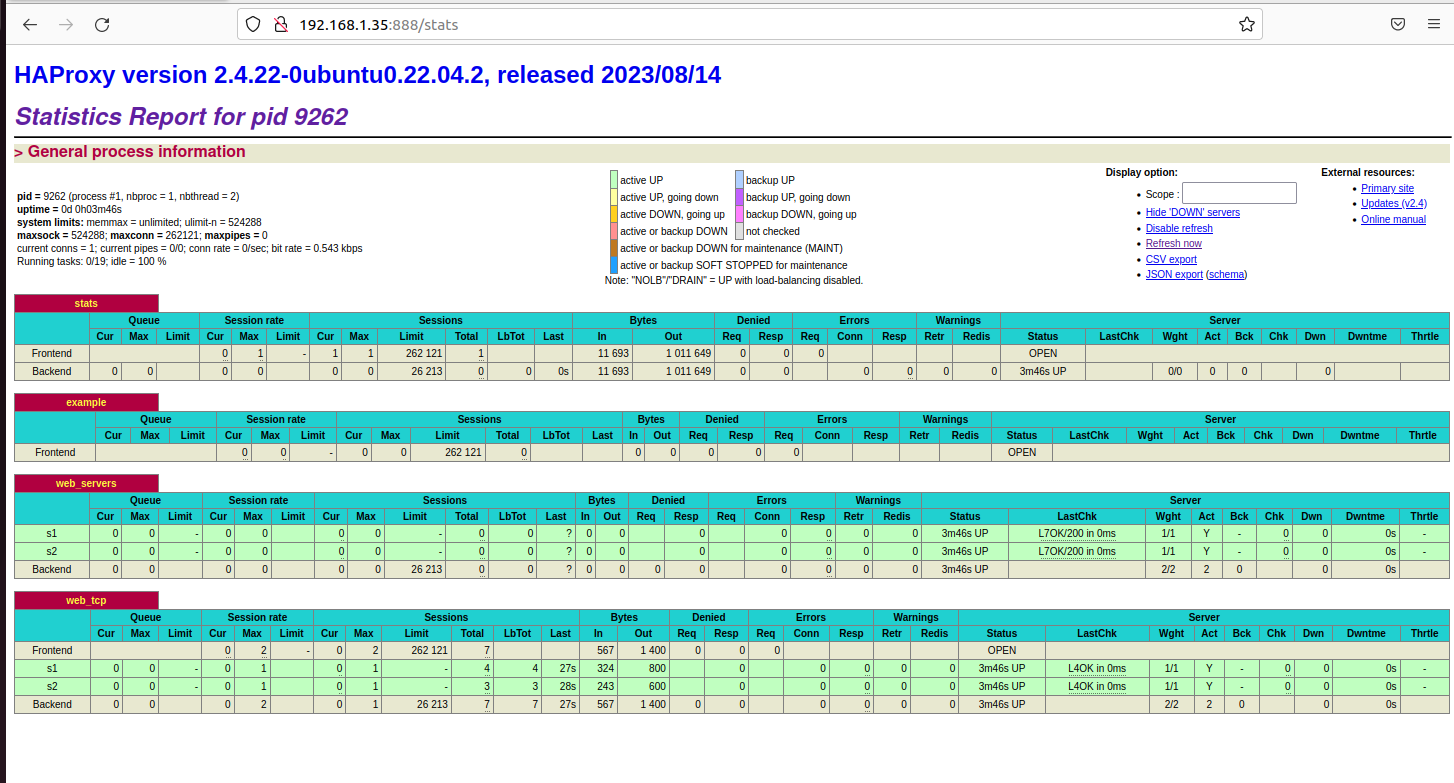 192.168.1.35:888/stats
HAProxy version 2.4.22-0ubuntu0.22.04.2, released 2023/08/14
Statistics Report for pid 9262
> General process information
pid = 9262 (process #1, nbproc = 1, nbthread = 2)
uptime = 0d 0h03m46s
system limits: memmax = unlimited; ulimit-n = 524288
maxsock = 524288; maxconn = 262121; maxpipes = 0
current conns = 1; current pipes = 0/0; conn rate = 0/sec; bit rate = 0.543 kbps
Running tasks: 0/19; idle = 100 %
active UP backup UP
active UP, going down backup UP, going down
active DOWN, going up backup DOWN, going up
active or backup DOWN not checked
active or backup DOWN for maintenance (MAINT)
active or backup SOFT STOPPED for maintenance
Note: "NOLB"/"DRAIN" = UP with load-balancing disabled.
Display option:
• Scope :
• Hide 'DOWN' servers
• Disable refresh
• Refresh now
• CSV export
• JSON export (schema)
External resources:
• Primary site
• Updates (v2.4)
• Online manual
stats
Queue Session rate Sessions Bytes Denied Errors Warnings Server
Cur Max Limit Cur Max Limit Cur Max Limit Total LbTot Last In Out Req Resp Req Conn Resp Retr Redis Status LastChk Wght Act Bck Chk Dwn Dwntme Thrtle
Frontend 0 1 - 1 1 262 121 1 11 693 1 011 649 0 0 0 OPEN
Backend 0 0 0 0 0 0 26 213 0 0 0s 11 693 1 011 649 0 0 0 0 0 0 3m46s UP 0/0 0 0 0
example
Queue Session rate Sessions Bytes Denied Errors Warnings Server
Cur Max Limit Cur Max Limit Cur Max Limit Total LbTot Last In Out Req Resp Req Conn Resp Retr Redis Status LastChk Wght Act Bck Chk Dwn Dwntme Thrtle
Frontend 0 0 - 0 0 262 121 0 0 0 0 0 0 OPEN
web_servers
Queue Session rate Sessions Bytes Denied Errors Warnings Server
Cur Max Limit Cur Max Limit Cur Max Limit Total LbTot Last In Out Req Resp Req Conn Resp Retr Redis Status LastChk Wght Act Bck Chk Dwn Dwntme Thrtle
s1 0 0 - 0 0 0 0 - 0 0 ? 0 0 0 0 0 0 0 3m46s UP L7OK/200 in 0ms 1/1 Y - 0 0 0s -
s2 0 0 - 0 0 0 0 - 0 0 ? 0 0 0 0 0 0 0 3m46s UP L7OK/200 in 0ms 1/1 Y - 0 0 0s -
Backend 0 0 0 0 0 0 26 213 0 0 ? 0 0 0 0 0 0 0 0 3m46s UP 2/2 2 0 0 0s
web_tcp
Queue Session rate Sessions Bytes Denied Errors Warnings Server
Cur Max Limit Cur Max Limit Cur Max Limit Total LbTot Last In Out Req Resp Req Conn Resp Retr Redis Status LastChk Wght Act Bck Chk Dwn Dwntme Thrtle
Frontend 0 2 - 0 2 262 121 7 567 1 400 0 0 0 OPEN
s1 0 0 - 0 1 0 1 - 4 4 27s 324 800 0 0 0 0 0 3m46s UP L4OK in 0ms 1/1 Y - 0 0 0s -
s2 0 0 - 0 1 0 1 - 3 3 28s 243 600 0 0 0 0 0 3m46s UP L4OK in 0ms 1/1 Y - 0 0 0s -
Backend 0 0 0 2 0 1 26 213 7 7 27s 567 1 400 0 0 0 0 0 0 3m46s UP 2/2 2 0 0 0s